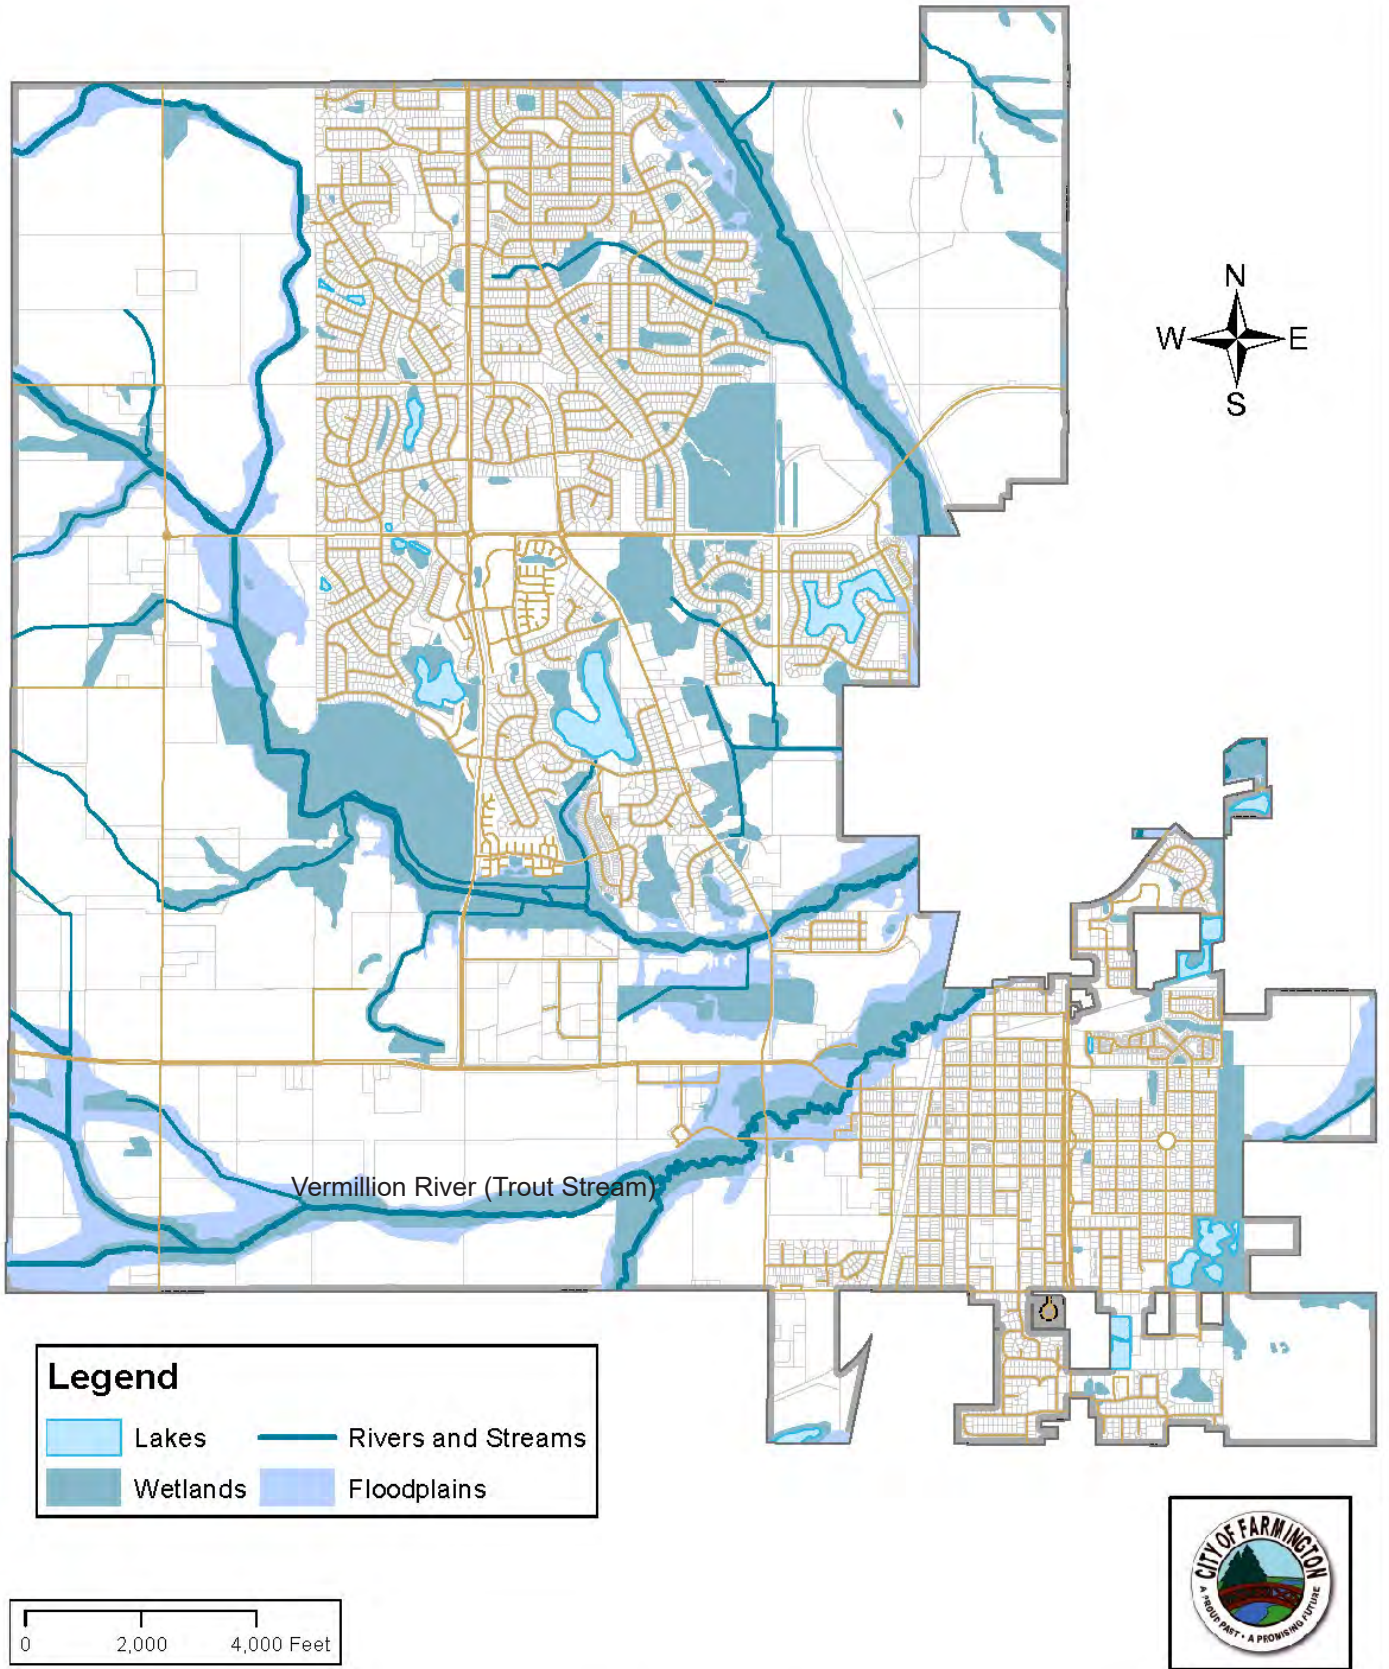 N
W E
S
Vermillion River (Trout Stream)
Legend
Lakes Rivers and Streams
Wetlands Floodplains
0 2,000 4,000 Feet
CITY OF FARMINGTON
A PROUD PAST • A PROMISING FUTURE